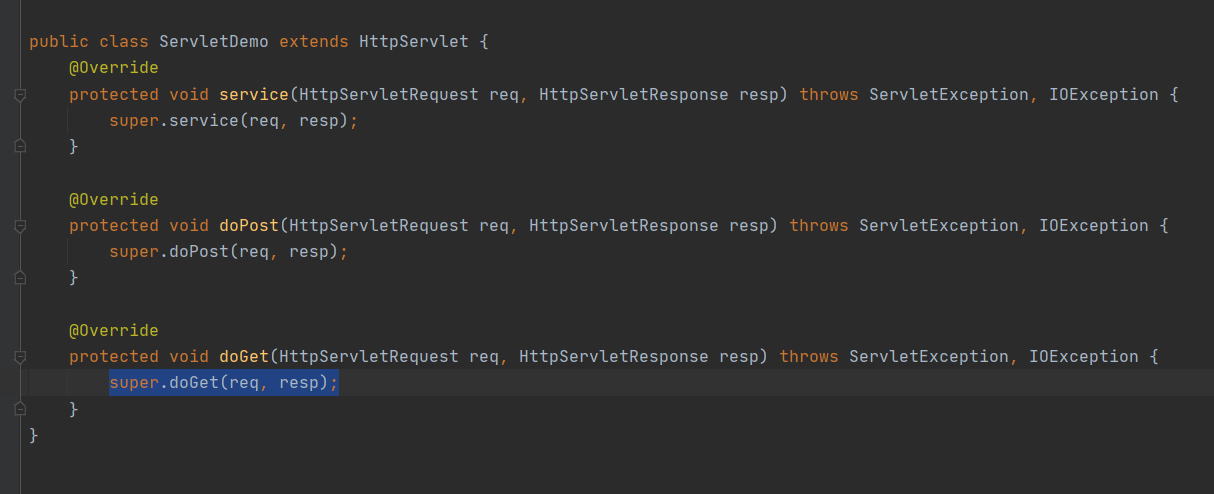 public class ServletDemo extends HttpServlet {
    @Override
    protected void service(HttpServletRequest req, HttpServletResponse resp) throws ServletException, IOException {
        super.service(req, resp);
    }

    @Override
    protected void doPost(HttpServletRequest req, HttpServletResponse resp) throws ServletException, IOException {
        super.doPost(req, resp);
    }

    @Override
    protected void doGet(HttpServletRequest req, HttpServletResponse resp) throws ServletException, IOException {
        super.doGet(req, resp);
    }
}